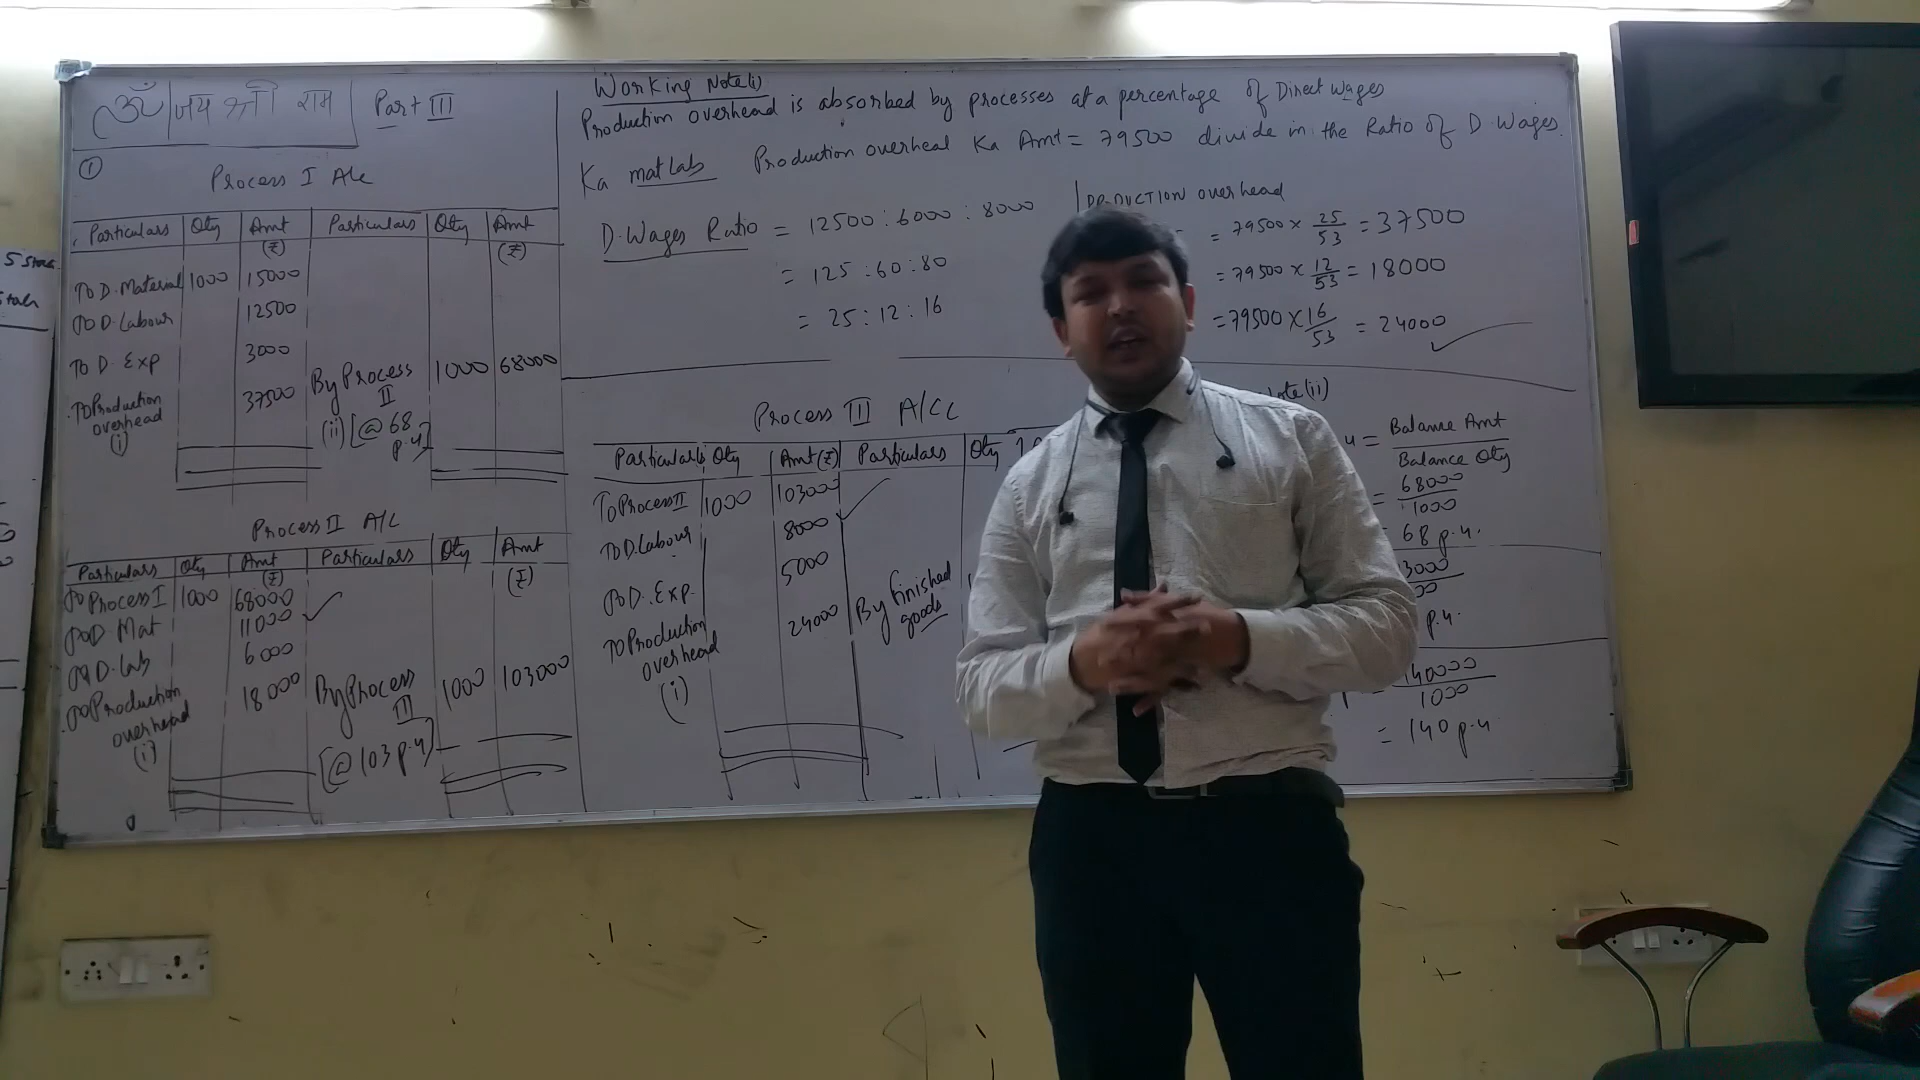 ॐ जय श्री राम Part III
①
Process I A/c
Particulars Qty Amt (₹) Particulars Qty Amt (₹)
To D. Material 1000 15000
To D. Labour 12500
To D. Exp 3000
To Production overhead (i) 37500 By Process II (ii) [@ 68 p.u] 1000 68000
Process II A/c
Particulars Qty Amt (₹) Particulars Qty Amt (₹)
To Process I 1000 68000
To D Mat 11000
To D. Lab 6000
To Production overhead (i) 18000 By Process III [@ 103 p.u] 1000 103000
Working Note (i)
Production overhead is absorbed by processes at a percentage of Direct Wages
Ka matlab Production overheal Ka Amt = 79500 divide in the Ratio of D. Wages.
D. Wages Ratio = 12500 : 6000 : 8000
= 125 : 60 : 80
= 25 : 12 : 16
PRODUCTION overhead
= 79500 × 25/53 = 37500
= 79500 × 12/53 = 18000
= 79500 × 16/53 = 24000
Process III A/c
Particulars Qty Amt (₹) Particulars Qty
To Process II 1000 103000
To D. Labour 8000
To D. Exp. 5000
To Production overhead (i) 24000 By finished goods
ote (ii)
u = Balance Amt / Balance Qty
= 68000 / 1000
= 68 p.u.
3000
00
p.u.
= 140000 / 1000
= 140 p.u
5 Stoc